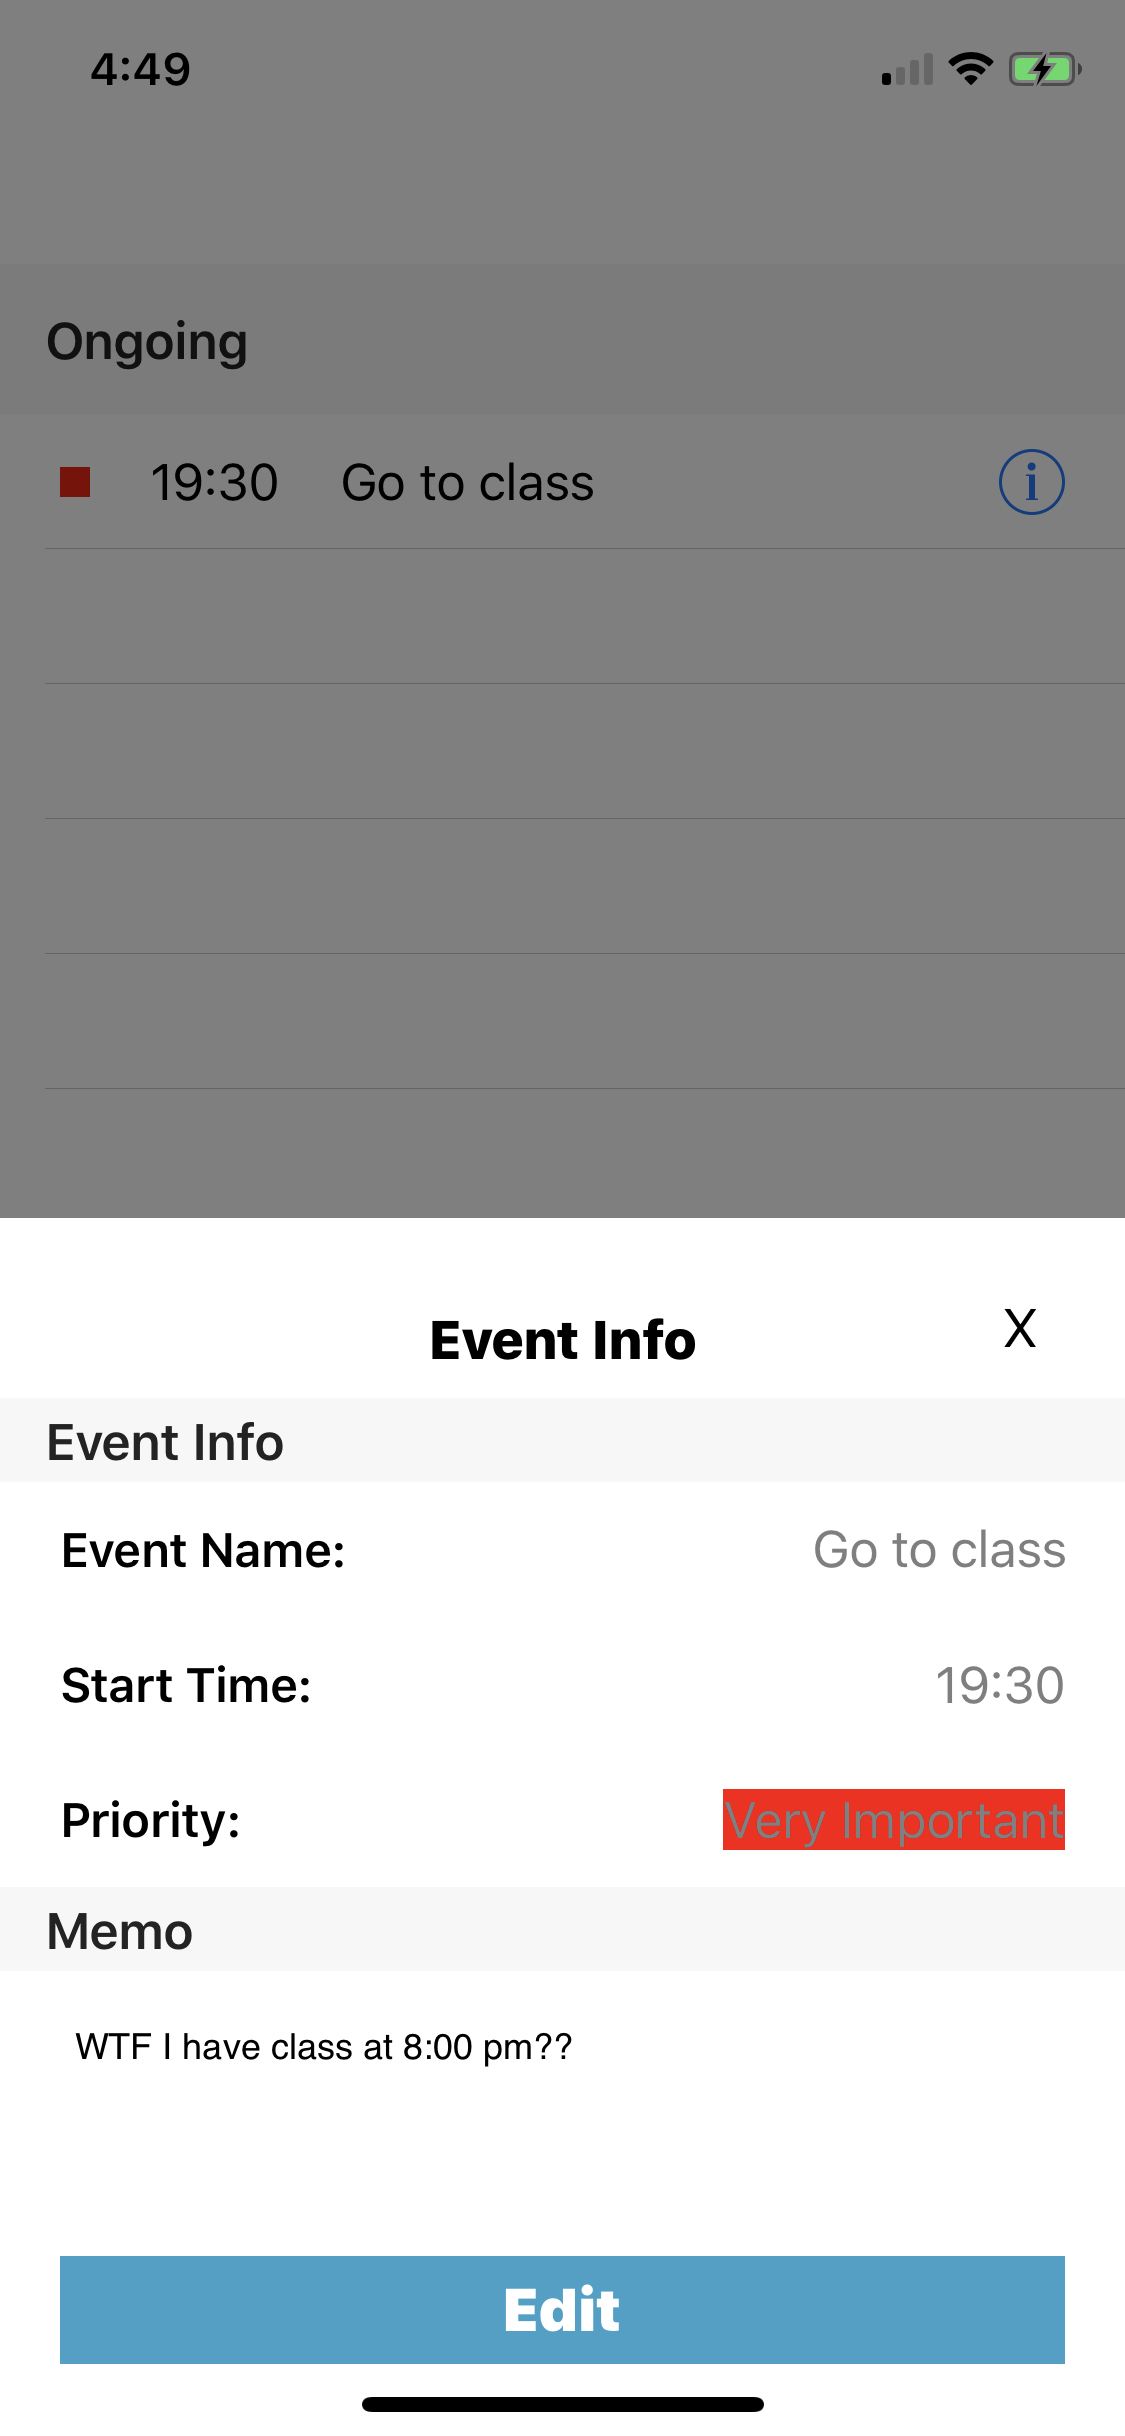 4:49
Ongoing
19:30 Go to class
Event Info X
Event Info
Event Name: Go to class
Start Time: 19:30
Priority: Very Important
Memo
WTF I have class at 8:00 pm??
Edit